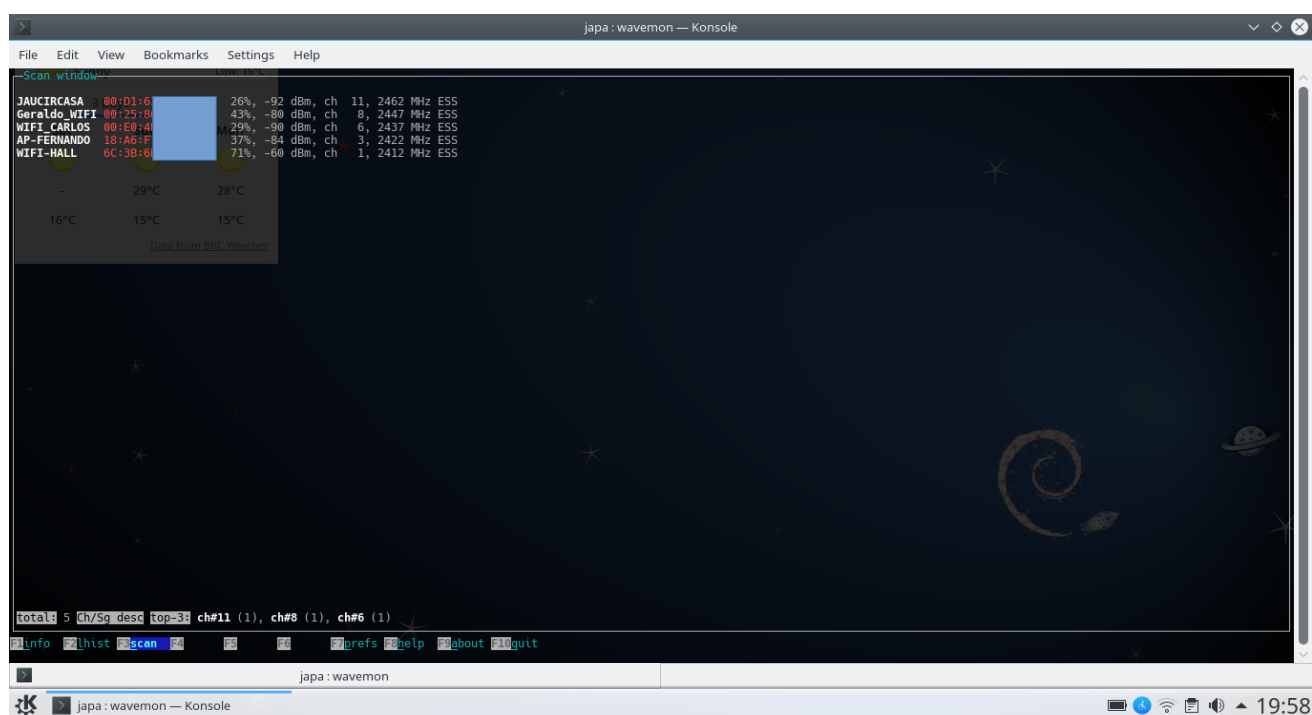 japa : wavemon — Konsole
File Edit View Bookmarks Settings Help
Scan window
JAUCIRCASA 00:D1:6 26%, -92 dBm, ch 11, 2462 MHz ESS
Geraldo_WIFI 00:25:8 43%, -80 dBm, ch 8, 2447 MHz ESS
WIFI_CARLOS 00:E0:4 29%, -90 dBm, ch 6, 2437 MHz ESS
AP-FERNANDO 18:A6:F 37%, -84 dBm, ch 3, 2422 MHz ESS
WIFI-HALL 6C:3B:6 71%, -60 dBm, ch 1, 2412 MHz ESS
- 29°C 28°C
16°C 15°C 15°C
Data from BBC Weather
total: 5 Ch/Sg desc top-3: ch#11 (1), ch#8 (1), ch#6 (1)
F1info F2lhist F3scan F4 F5 F6 F7prefs F8help F9about F10quit
japa : wavemon
japa : wavemon — Konsole 19:58